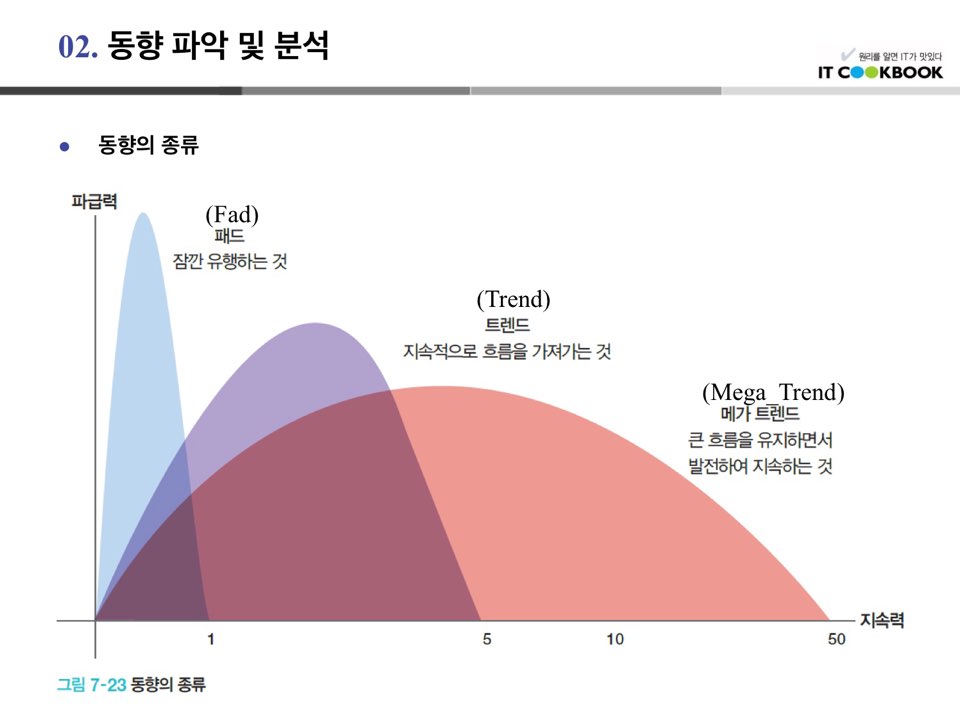 02. 동향 파악 및 분석
원리를 알면 IT가 맛있다
IT COOKBOOK
동향의 종류
파급력
(Fad)
패드
잠깐 유행하는 것
(Trend)
트렌드
지속적으로 흐름을 가져가는 것
(Mega_Trend)
메가 트렌드
큰 흐름을 유지하면서
발전하여 지속하는 것
지속력
1 5 10 50
그림 7-23 동향의 종류